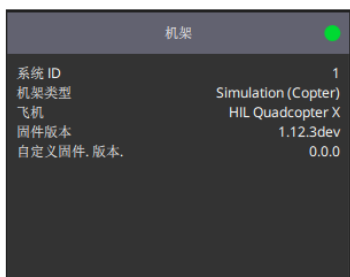 机架
系统 ID 1
机架类型 Simulation (Copter)
飞机 HIL Quadcopter X
固件版本 1.12.3dev
自定义固件. 版本. 0.0.0